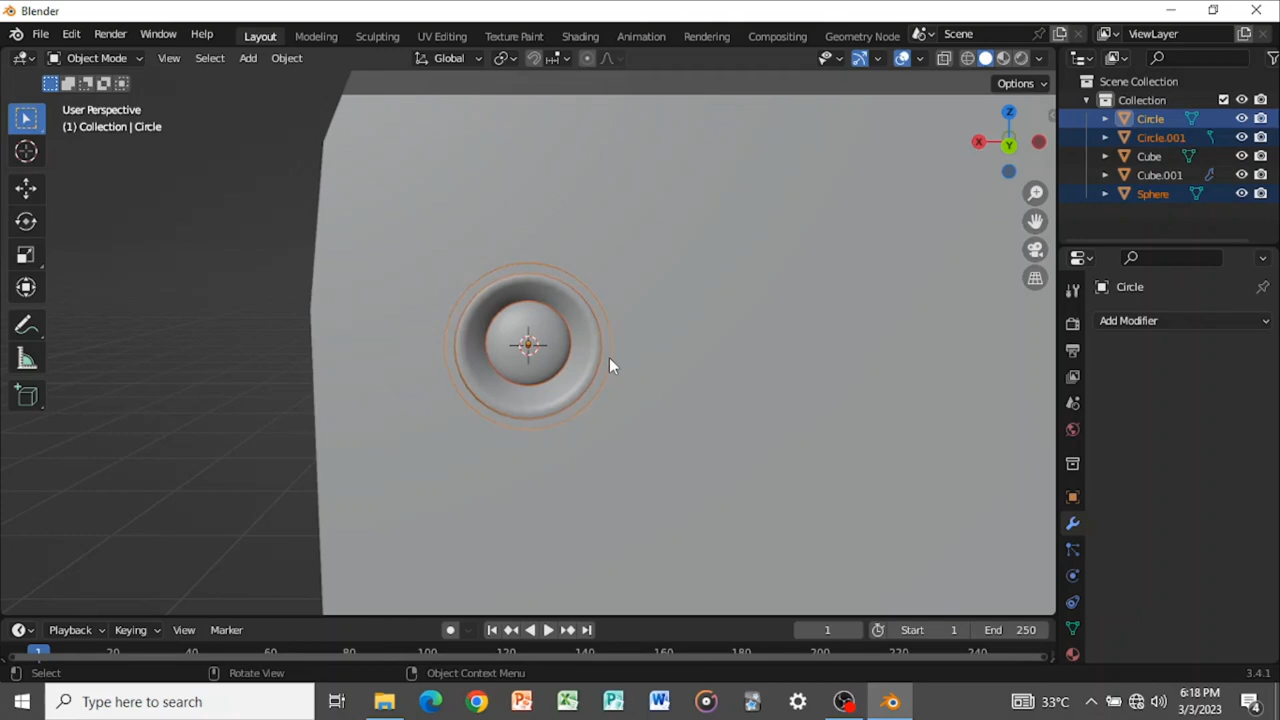 Blender
File Edit Render Window Help Layout Modeling Sculpting UV Editing Texture Paint Shading Animation Rendering Compositing Geometry Node Scene ViewLayer
Object Mode View Select Add Object Global
Options
User Perspective
(1) Collection | Circle
Z
X
Y
Scene Collection
Collection
Circle
Circle.001
Cube
Cube.001
Sphere
Circle
Add Modifier
Playback Keying View Marker 1 Start 1 End 250
1 20 40 60 80 100 120 140 160 180 200 220 240
Select Rotate View Object Context Menu 3.4.1
Type here to search 33°C 6:18 PM
3/3/2023
4